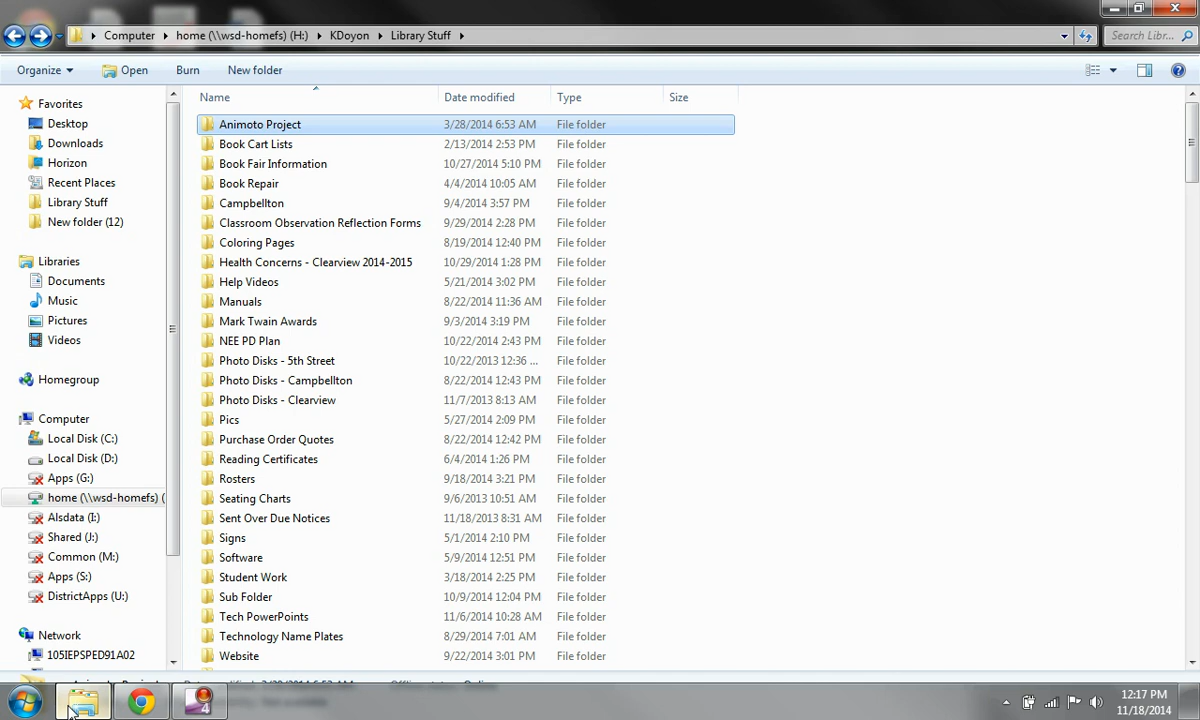 Computer home (\\wsd-homefs) (H:) KDoyon Library Stuff Search Libr...
Organize Open Burn New folder
Name Date modified Type Size
Favorites
Desktop
Downloads
Horizon
Recent Places
Library Stuff
New folder (12)
Libraries
Documents
Music
Pictures
Videos
Homegroup
Computer
Local Disk (C:)
Local Disk (D:)
Apps (G:)
home (\\wsd-homefs) (
Alsdata (I:)
Shared (J:)
Common (M:)
Apps (S:)
DistrictApps (U:)
Network
105IEPSPED91A02
Animoto Project 3/28/2014 6:53 AM File folder
Book Cart Lists 2/13/2014 2:53 PM File folder
Book Fair Information 10/27/2014 5:10 PM File folder
Book Repair 4/4/2014 10:05 AM File folder
Campbellton 9/4/2014 3:57 PM File folder
Classroom Observation Reflection Forms 9/29/2014 2:28 PM File folder
Coloring Pages 8/19/2014 12:40 PM File folder
Health Concerns - Clearview 2014-2015 10/29/2014 1:28 PM File folder
Help Videos 5/21/2014 3:02 PM File folder
Manuals 8/22/2014 11:36 AM File folder
Mark Twain Awards 9/3/2014 3:19 PM File folder
NEE PD Plan 10/22/2014 2:43 PM File folder
Photo Disks - 5th Street 10/22/2013 12:36 ... File folder
Photo Disks - Campbellton 8/22/2014 12:43 PM File folder
Photo Disks - Clearview 11/7/2013 8:13 AM File folder
Pics 5/27/2014 2:09 PM File folder
Purchase Order Quotes 8/22/2014 12:42 PM File folder
Reading Certificates 6/4/2014 1:26 PM File folder
Rosters 9/18/2014 3:21 PM File folder
Seating Charts 9/6/2013 10:51 AM File folder
Sent Over Due Notices 11/18/2013 8:31 AM File folder
Signs 5/1/2014 2:10 PM File folder
Software 5/9/2014 12:51 PM File folder
Student Work 3/18/2014 2:25 PM File folder
Sub Folder 10/9/2014 12:04 PM File folder
Tech PowerPoints 11/6/2014 10:28 AM File folder
Technology Name Plates 8/29/2014 7:01 AM File folder
Website 9/22/2014 3:01 PM File folder
12:17 PM
11/18/2014